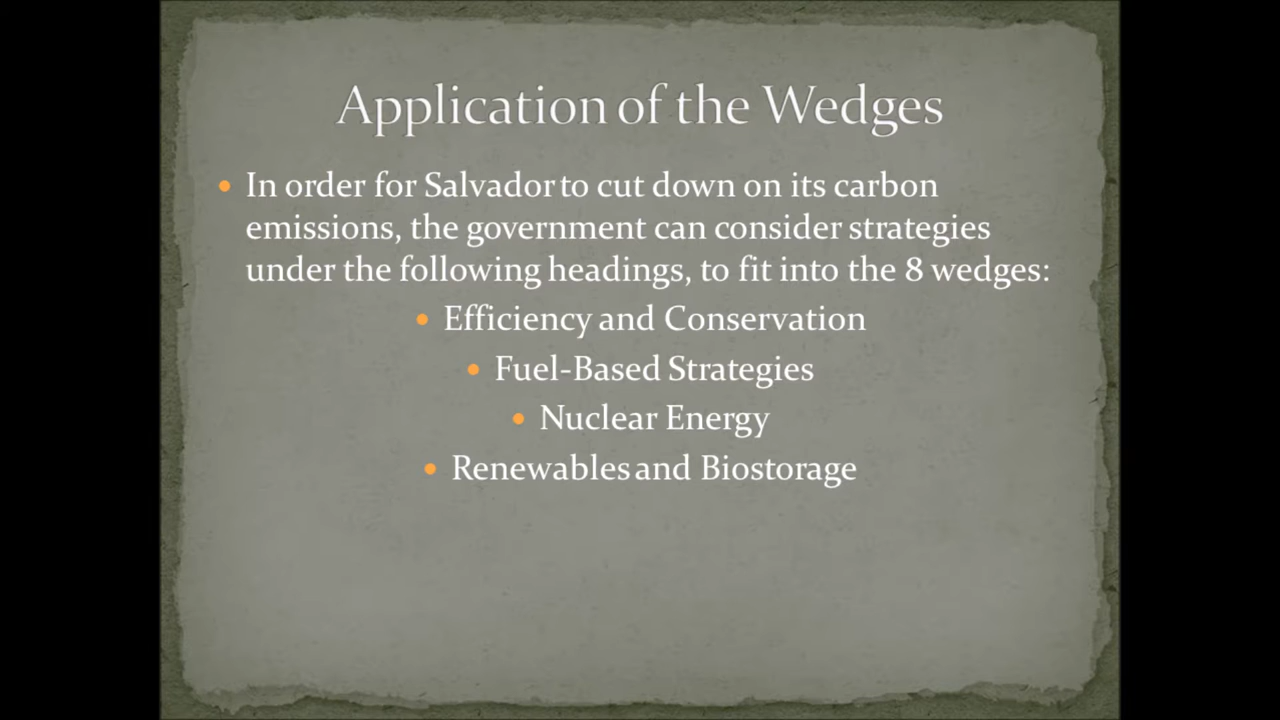 Application of the Wedges
• In order for Salvador to cut down on its carbon
emissions, the government can consider strategies
under the following headings, to fit into the 8 wedges:
• Efficiency and Conservation
• Fuel-Based Strategies
• Nuclear Energy
• Renewables and Biostorage